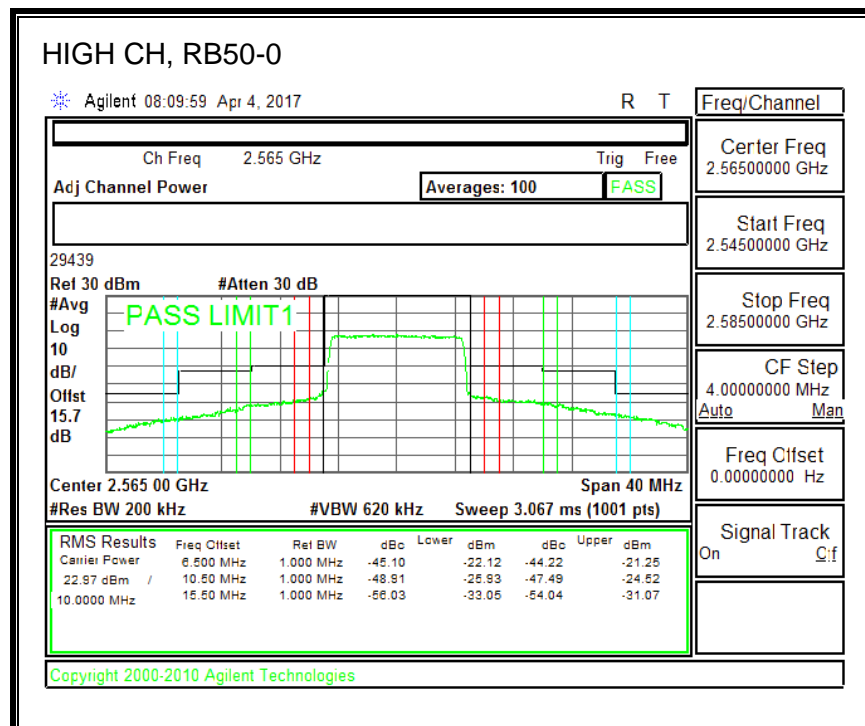 HIGH CH, RB50-0
Agilent 08:09:59 Apr 4, 2017 R T
Freq/Channel
Ch Freq 2.565 GHz Trig Free
Adj Channel Power Averages: 100 PASS
29439
Ref 30 dBm #Atten 30 dB
#Avg
Log
10
dB/
Offst
15.7
dB
PASS LIMIT1
Center 2.565 00 GHz Span 40 MHz
#Res BW 200 kHz #VBW 620 kHz Sweep 3.067 ms (1001 pts)
RMS Results Freq Offset Ref BW dBc Lower dBm dBc Upper dBm
Carrier Power 6.500 MHz 1.000 MHz -45.10 -22.12 -44.22 -21.25
22.97 dBm / 10.50 MHz 1.000 MHz -48.91 -25.93 -47.49 -24.52
10.0000 MHz 15.50 MHz 1.000 MHz -56.03 -33.05 -54.04 -31.07
Center Freq
2.56500000 GHz
Start Freq
2.54500000 GHz
Stop Freq
2.58500000 GHz
CF Step
4.00000000 MHz
Auto Man
Freq Offset
0.00000000 Hz
Signal Track
On Off
Copyright 2000-2010 Agilent Technologies